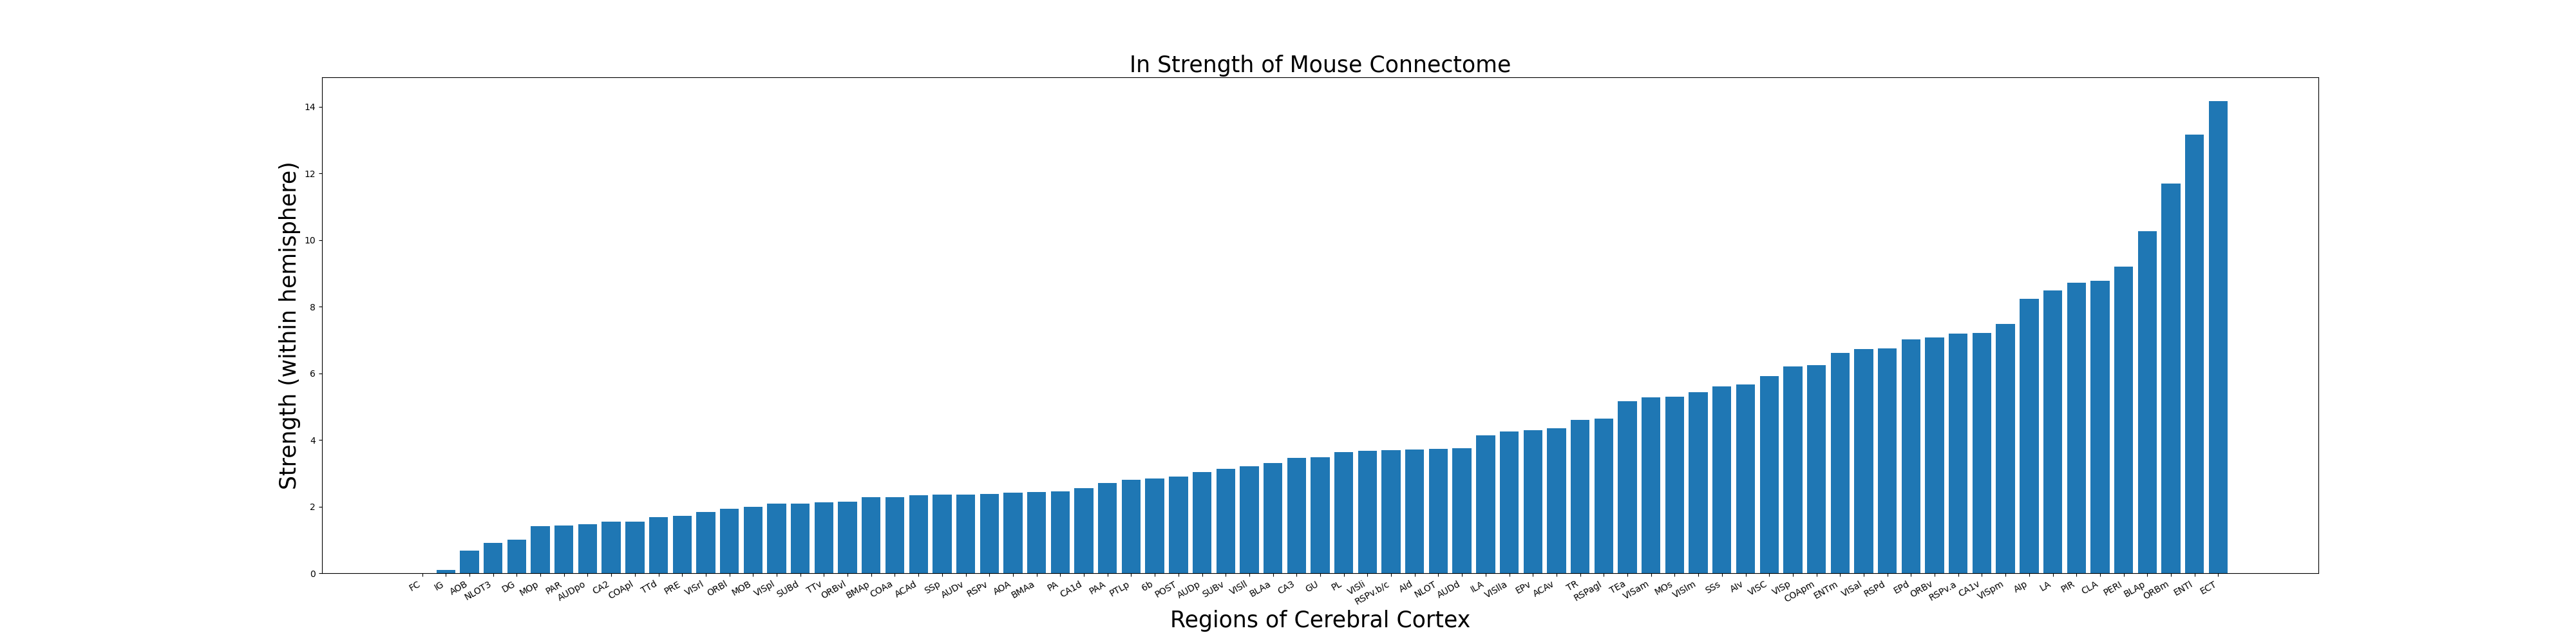 In Strength of Mouse Connectome
Strength (within hemisphere)
14
12
10
8
6
4
2
0
FC IG AOB NLOT3 DG MOp PAR AUDpo CA2 COApl TTd PRE VISrl ORBl MOB VISpl SUBd TTv ORBvl BMAp COAa ACAd SSp AUDv RSPv AOA BMAa PA CA1d PAA PTLp 6b POST AUDp SUBv VISll BLAa CA3 GU PL VISli RSPv.b/c AId NLOT AUDd ILA VISlla EPv ACAv TR RSPagl TEa VISam MOs VISlm SSs AIv VISC VISp COApm ENTm VISal RSPd EPd ORBv RSPv.a CA1v VISpm AIp LA PIR CLA PERI BLAp ORBm ENTl ECT
Regions of Cerebral Cortex